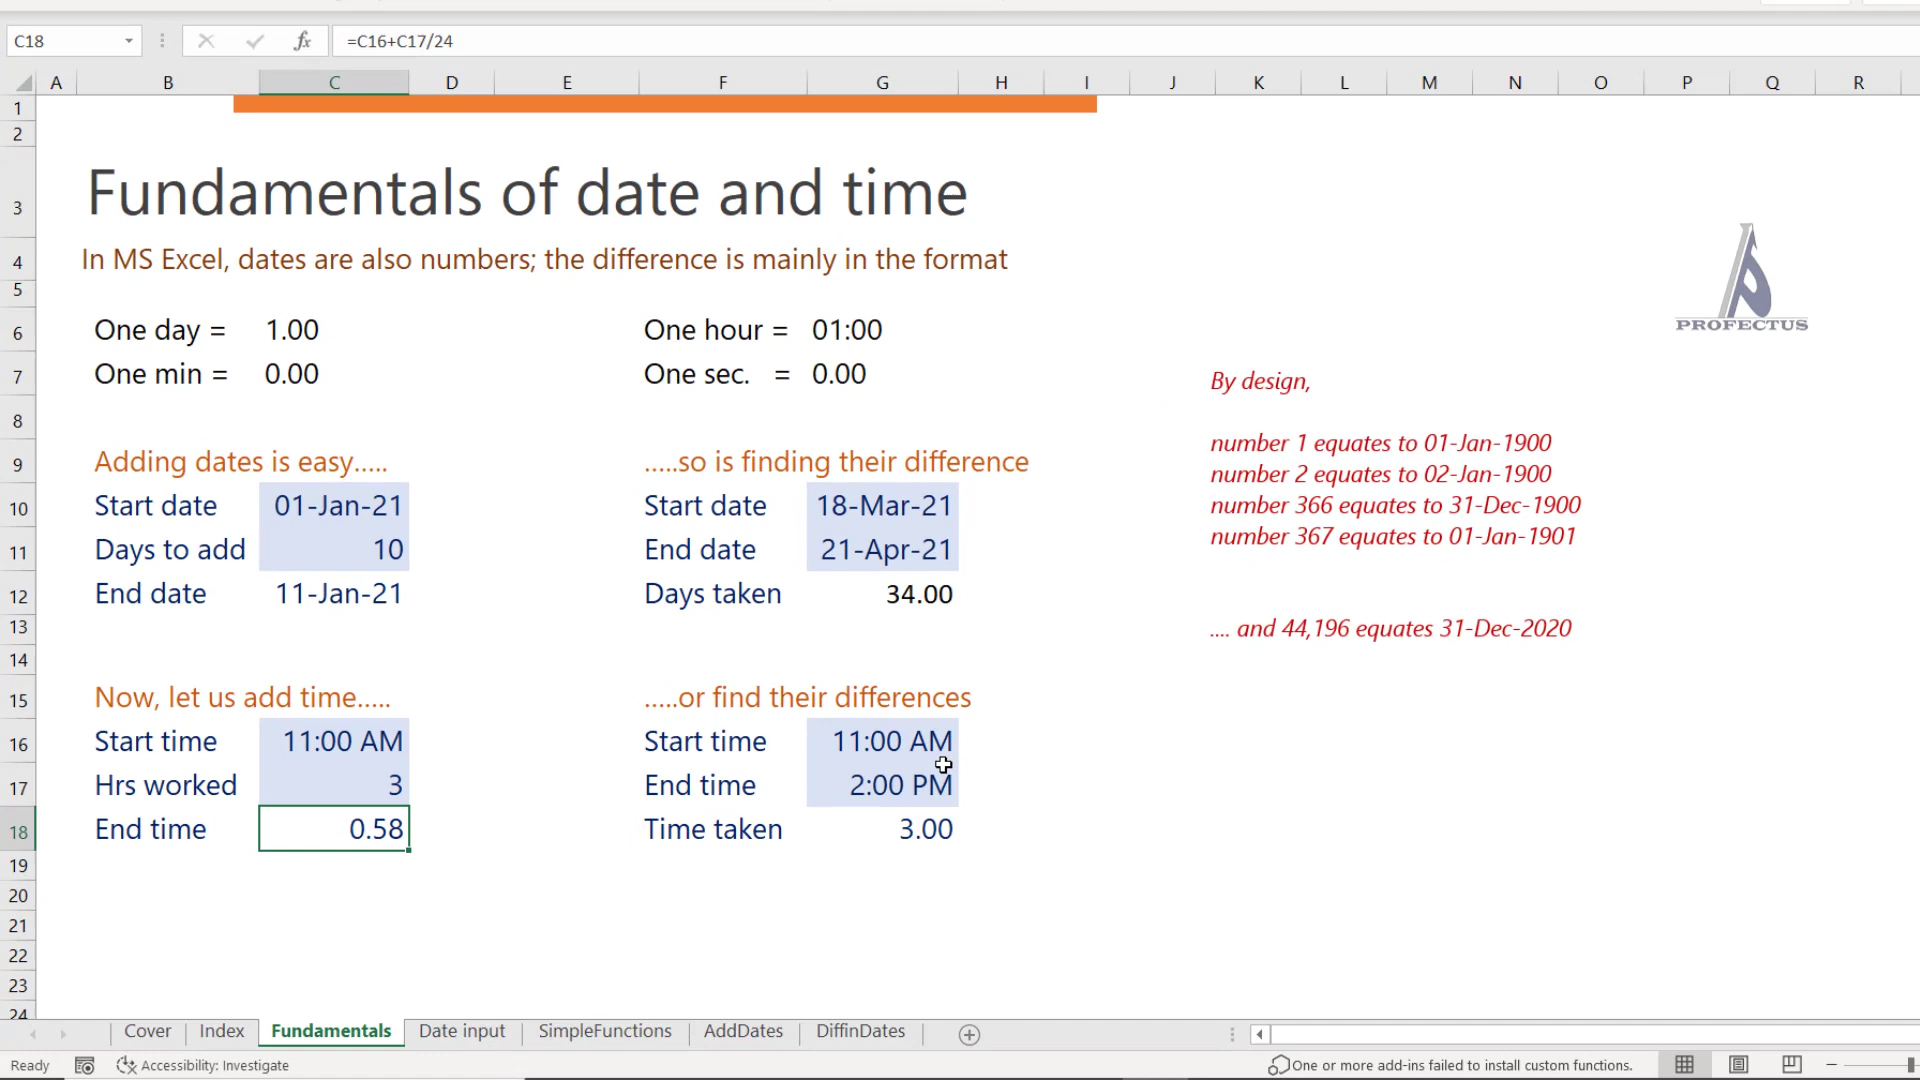 C18
fx
=C16+C17/24
A B C D E F G H I J K L M N O P Q R
1
2
3 Fundamentals of date and time
4 In MS Excel, dates are also numbers; the difference is mainly in the format
5
PROFECTUS
6 One day = 1.00 One hour = 01:00
7 One min = 0.00 One sec. = 0.00 By design,
8
number 1 equates to 01-Jan-1900
9 Adding dates is easy..... .....so is finding their difference number 2 equates to 02-Jan-1900
10 Start date 01-Jan-21 Start date 18-Mar-21 number 366 equates to 31-Dec-1900
11 Days to add 10 End date 21-Apr-21 number 367 equates to 01-Jan-1901
12 End date 11-Jan-21 Days taken 34.00
13 .... and 44,196 equates 31-Dec-2020
14
15 Now, let us add time..... .....or find their differences
16 Start time 11:00 AM Start time 11:00 AM
17 Hrs worked 3 End time 2:00 PM
18 End time 0.58 Time taken 3.00
19
20
21
22
23
24
Cover Index Fundamentals Date input SimpleFunctions AddDates DiffinDates
Ready Accessibility: Investigate One or more add-ins failed to install custom functions.